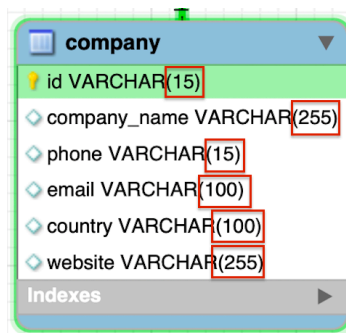 company
id VARCHAR(15)
company_name VARCHAR(255)
phone VARCHAR(15)
email VARCHAR(100)
country VARCHAR(100)
website VARCHAR(255)
Indexes